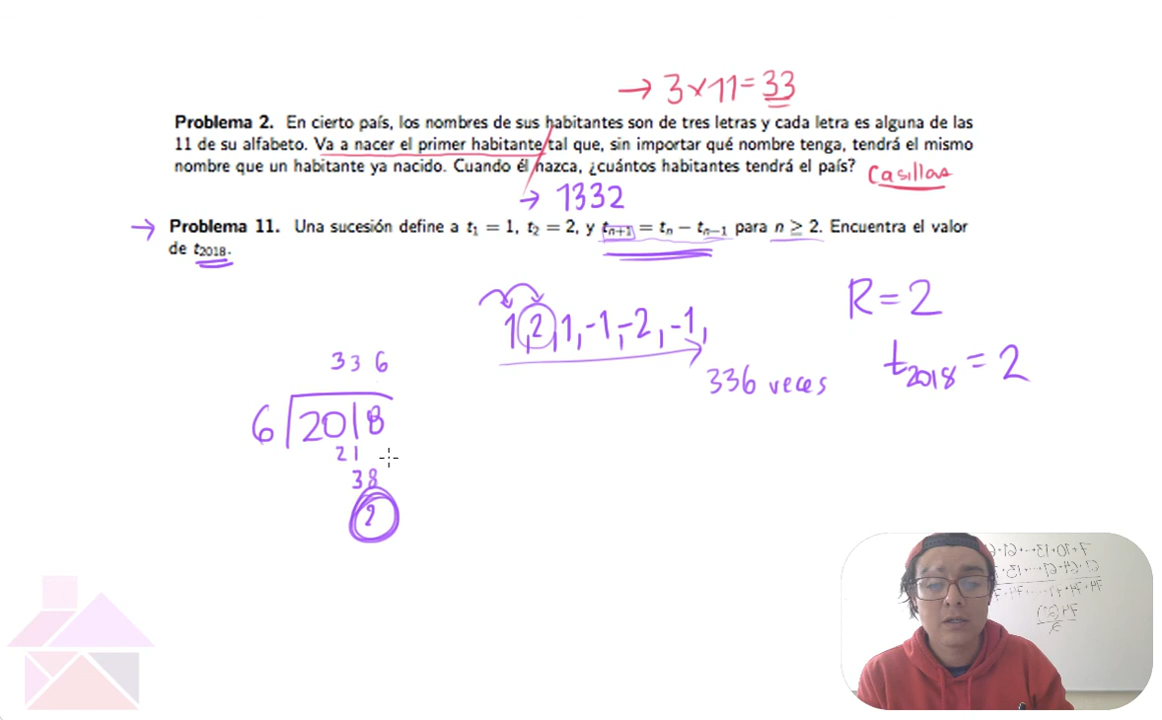 → 3×11=33
Problema 2. En cierto país, los nombres de sus habitantes son de tres letras y cada letra es alguna de las
11 de su alfabeto. Va a nacer el primer habitante tal que, sin importar qué nombre tenga, tendrá el mismo
nombre que un habitante ya nacido. Cuando él nazca, ¿cuántos habitantes tendrá el país? Casillas
→ 1332
→ Problema 11. Una sucesión define a t₁ = 1, t₂ = 2, y tₙ₊₁ = tₙ − tₙ₋₁ para n ≥ 2. Encuentra el valor
de t₂₀₁₈.
1,2,1,-1,-2,-1,
R=2
336 veces
t₂₀₁₈=2
336
6 2018
21
38
2